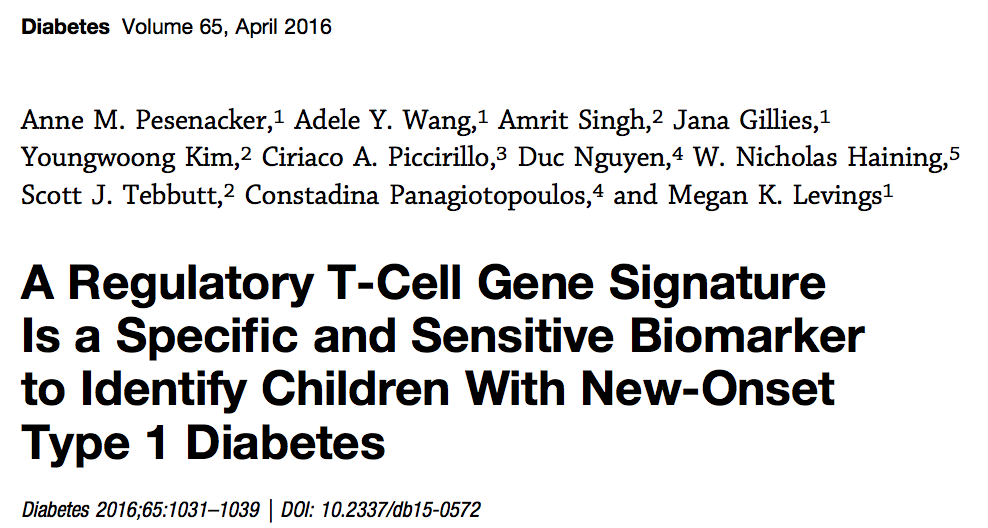 Diabetes Volume 65, April 2016
Anne M. Pesenacker,¹ Adele Y. Wang,¹ Amrit Singh,² Jana Gillies,¹
Youngwoong Kim,² Ciriaco A. Piccirillo,³ Duc Nguyen,⁴ W. Nicholas Haining,⁵
Scott J. Tebbutt,² Constadina Panagiotopoulos,⁴ and Megan K. Levings¹
A Regulatory T-Cell Gene Signature
Is a Specific and Sensitive Biomarker
to Identify Children With New-Onset
Type 1 Diabetes
Diabetes 2016;65:1031–1039 | DOI: 10.2337/db15-0572